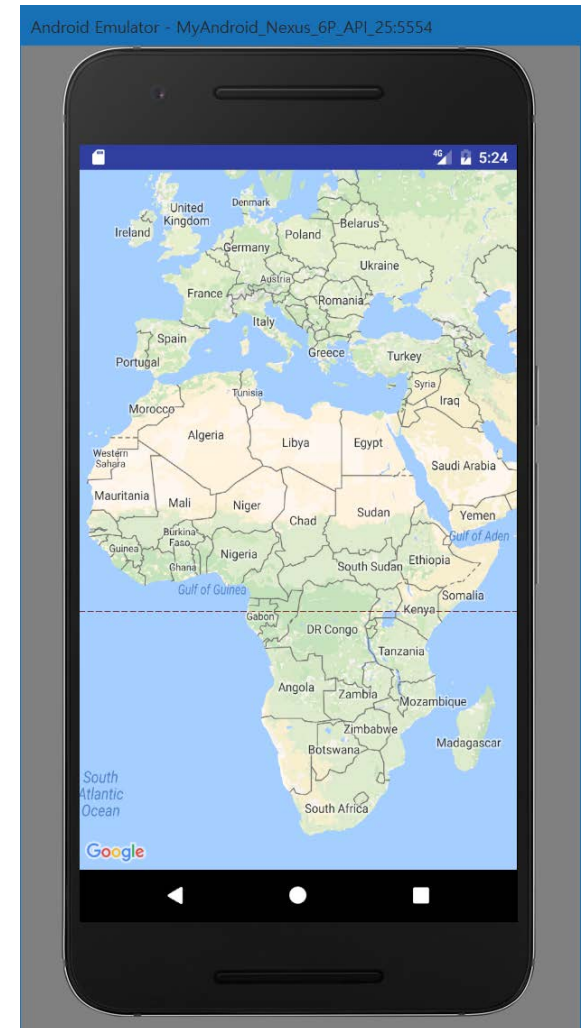 Android Emulator - MyAndroid_Nexus_6P_API_25:5554
4G 5:24
United
Kingdom
Denmark
Ireland
Poland
Belarus
Germany
Ukraine
Austria
France
Romania
Italy
Spain
Greece
Turkey
Portugal
Syria
Tunisia
Iraq
Morocco
Algeria
Libya
Egypt
Western
Sahara
Saudi Arabia
Mauritania
Mali
Niger
Chad
Sudan
Yemen
Burkina
Faso
Gulf of Aden
Guinea
Nigeria
Ethiopia
Ghana
South Sudan
Gulf of Guinea
Somalia
Kenya
Gabon
DR Congo
Tanzania
Angola
Zambia
Mozambique
Zimbabwe
Madagascar
Botswana
South
Atlantic
Ocean
South Africa
Google